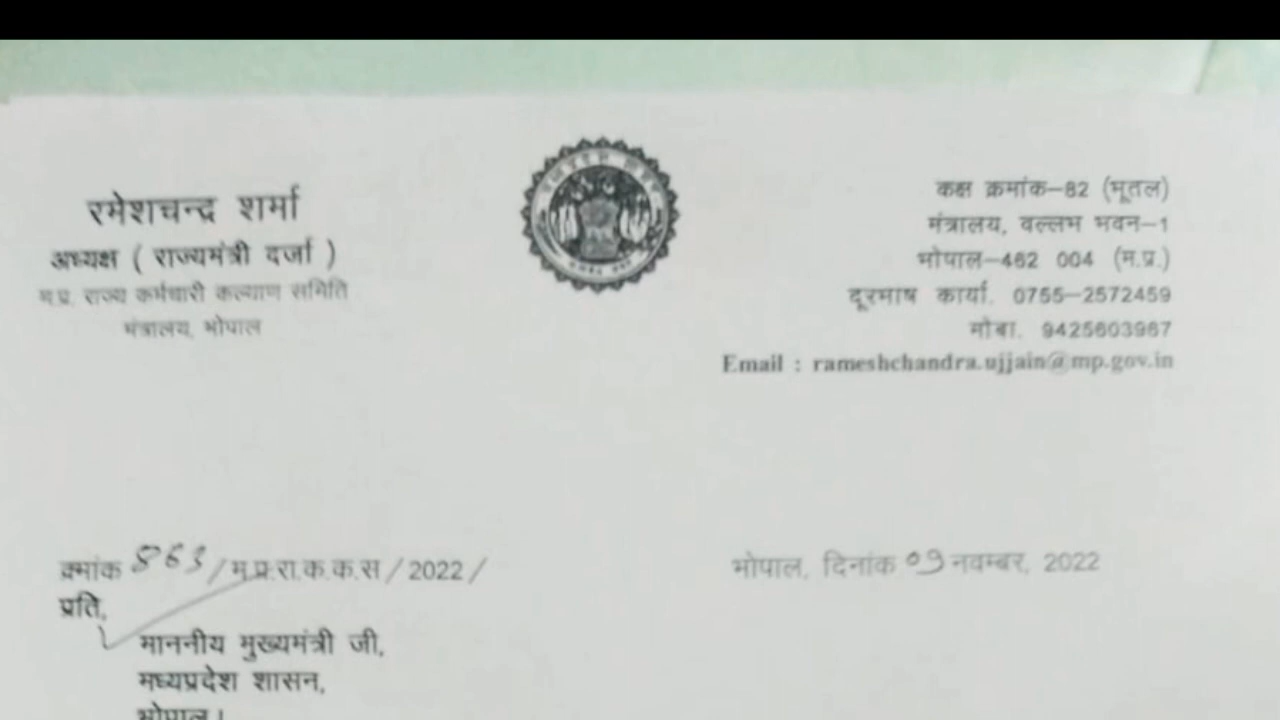 रमेशचन्द्र शर्मा
अध्यक्ष ( राज्यमंत्री दर्जा )
म.प्र. राज्य कर्मचारी कल्याण समिति
मंत्रालय, भोपाल
कक्ष क्रमांक–82 (भूतल)
मंत्रालय, वल्लभ भवन–1
भोपाल–462 004 (म.प्र.)
दूरभाष कार्या. 0755–2572459
मोबा. 9425603967
Email : rameshchandra.ujjain@mp.gov.in
क्रमांक 863/म.प्र.रा.क.क.स/2022/
भोपाल, दिनांक 09 नवम्बर, 2022
प्रति,
माननीय मुख्यमंत्री जी,
मध्यप्रदेश शासन,
भोपाल।